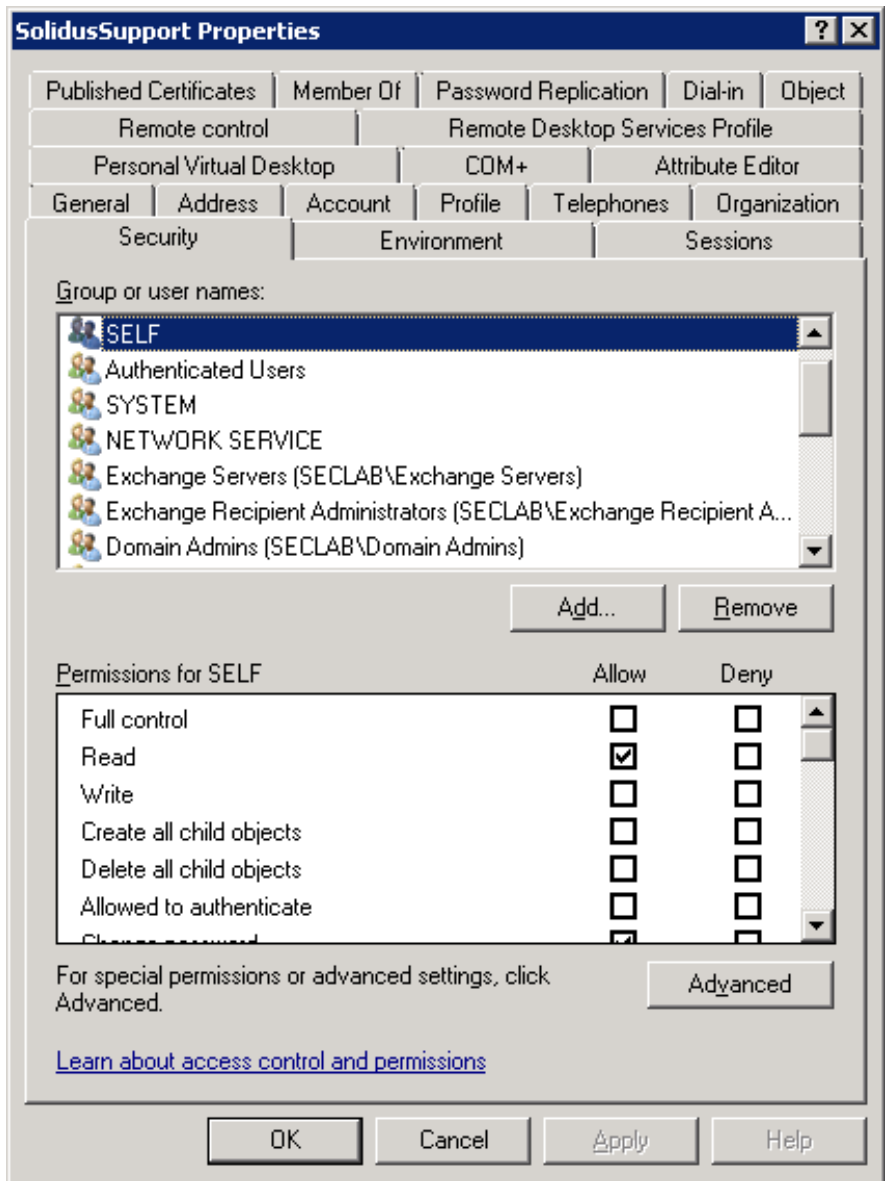 SolidusSupport Properties
Published Certificates Member Of Password Replication Dial-in Object
Remote control Remote Desktop Services Profile
Personal Virtual Desktop COM+ Attribute Editor
General Address Account Profile Telephones Organization
Security Environment Sessions
Group or user names:
SELF
Authenticated Users
SYSTEM
NETWORK SERVICE
Exchange Servers (SECLAB\Exchange Servers)
Exchange Recipient Administrators (SECLAB\Exchange Recipient A...
Domain Admins (SECLAB\Domain Admins)
Add... Remove
Permissions for SELF Allow Deny
Full control
Read
Write
Create all child objects
Delete all child objects
Allowed to authenticate
Change password
For special permissions or advanced settings, click Advanced
Advanced.
Learn about access control and permissions
OK Cancel Apply Help